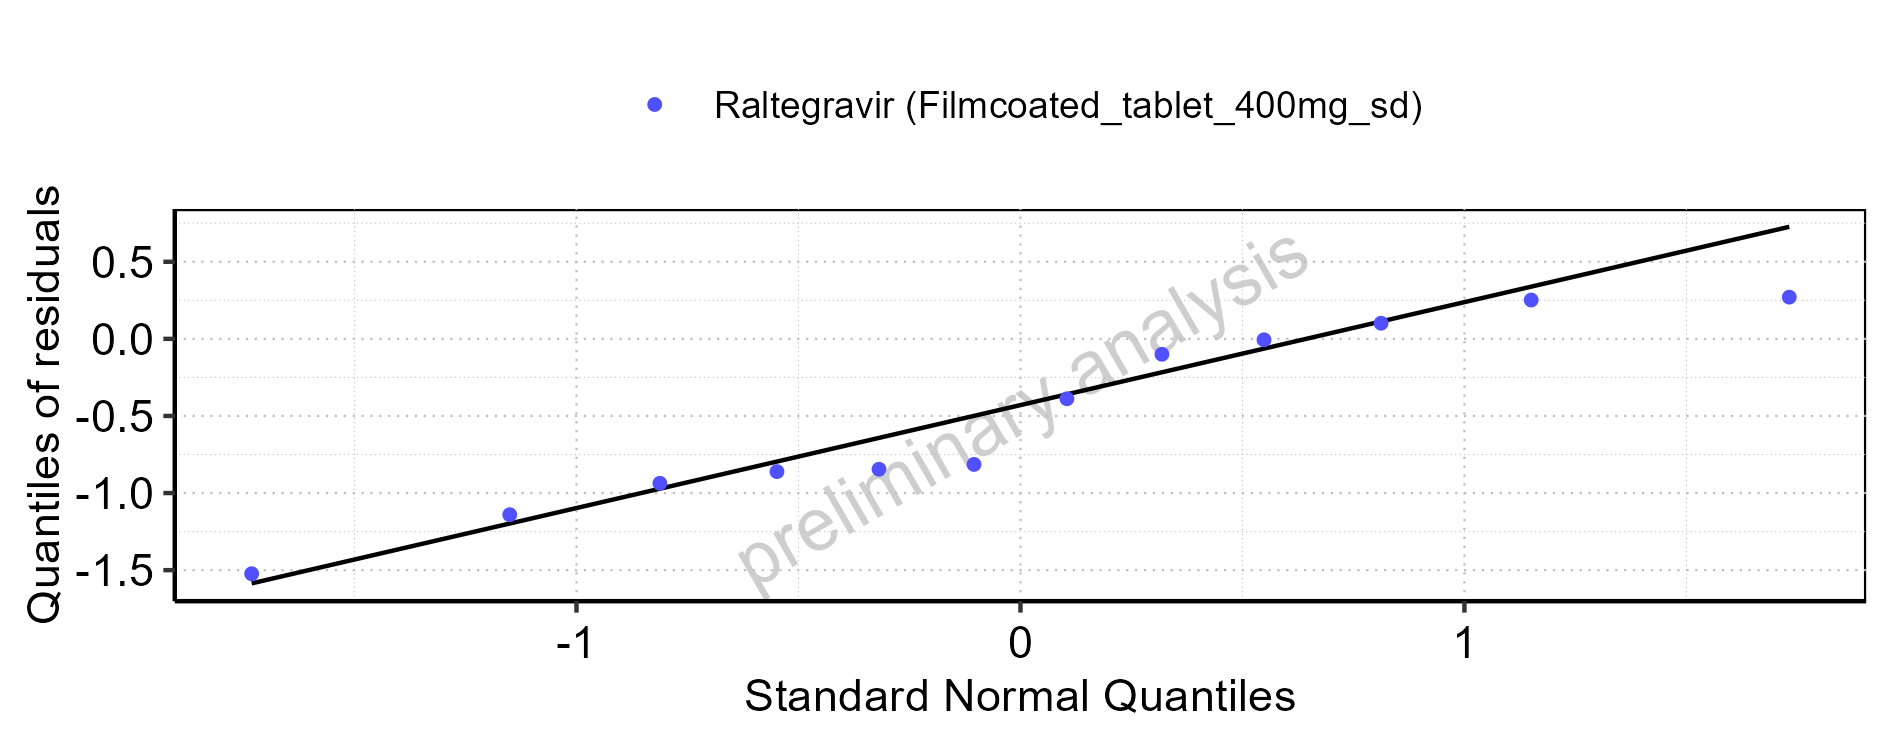 Raltegravir (Filmcoated_tablet_400mg_sd)
Quantiles of residuals
0.5
0.0
-0.5
-1.0
-1.5
preliminary analysis
-1 0 1
Standard Normal Quantiles